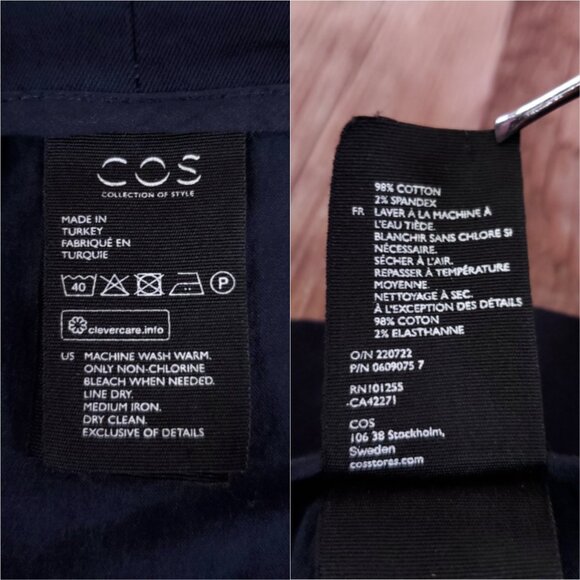 COS
COLLECTION OF STYLE
MADE IN
TURKEY
FABRIQUÉ EN
TURQUIE
40
P
clevercare.info
US MACHINE WASH WARM.
ONLY NON-CHLORINE
BLEACH WHEN NEEDED.
LINE DRY.
MEDIUM IRON.
DRY CLEAN.
EXCLUSIVE OF DETAILS
98% COTTON
2% SPANDEX
FR LAVER À LA MACHINE À
L'EAU TIÈDE.
BLANCHIR SANS CHLORE SI
NÉCESSAIRE.
SÉCHER À L'AIR.
REPASSER À TEMPÉRATURE
MOYENNE.
NETTOYAGE À SEC.
À L'EXCEPTION DES DÉTAILS
98% COTON
2% ELASTHANNE
O/N 220722
P/N 0609075 7
RN101255
CA42271
COS
106 38 Stockholm,
Sweden
cosstores.com